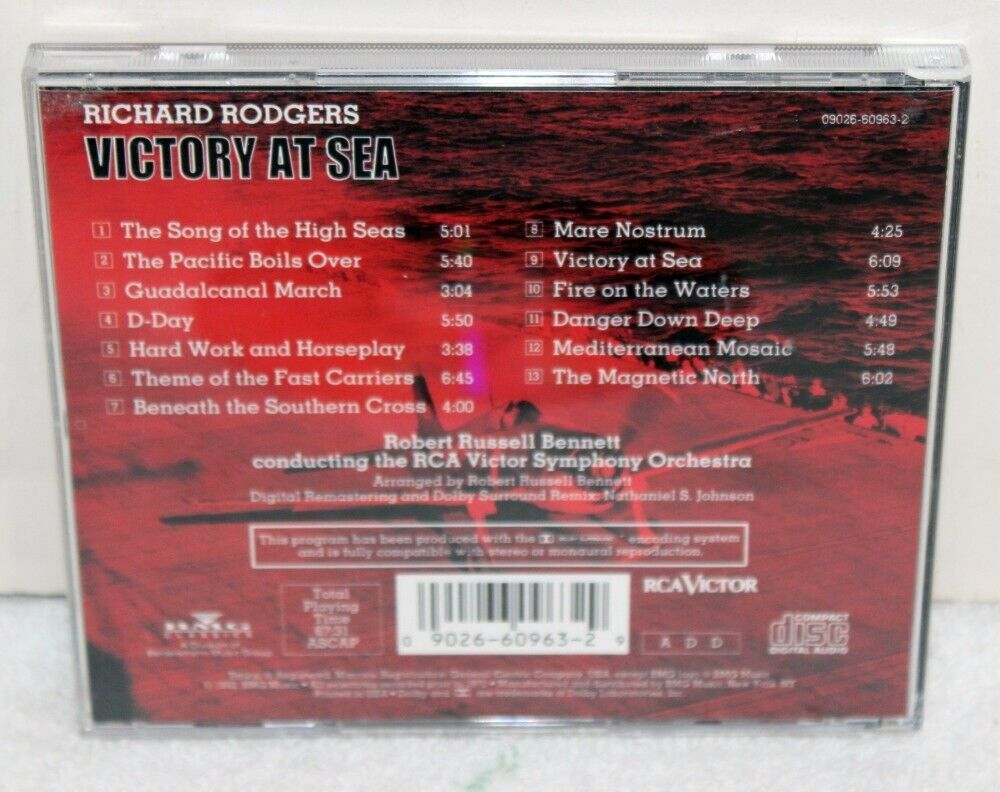 RICHARD RODGERS
09026-60963-2
VICTORY AT SEA
1 The Song of the High Seas 5:01
2 The Pacific Boils Over 5:40
3 Guadalcanal March 3:04
4 D-Day 5:50
5 Hard Work and Horseplay 3:38
6 Theme of the Fast Carriers 6:45
7 Beneath the Southern Cross 4:00
8 Mare Nostrum 4:25
9 Victory at Sea 6:09
10 Fire on the Waters 5:53
11 Danger Down Deep 4:49
12 Mediterranean Mosaic 5:48
13 The Magnetic North 6:02
Robert Russell Bennett
conducting the RCA Victor Symphony Orchestra
Arranged by Robert Russell Bennett
Digital Remastering and Dolby Surround Remix: Nathaniel S. Johnson
This program has been produced with the encoding system
and is fully compatible with stereo or monaural reproduction.
BMG
CLASSICS
Total
Playing
Time
67:31
ASCAP
0 9026-60963-2 9
RCA VICTOR
A D D
COMPACT
disc
DIGITAL AUDIO